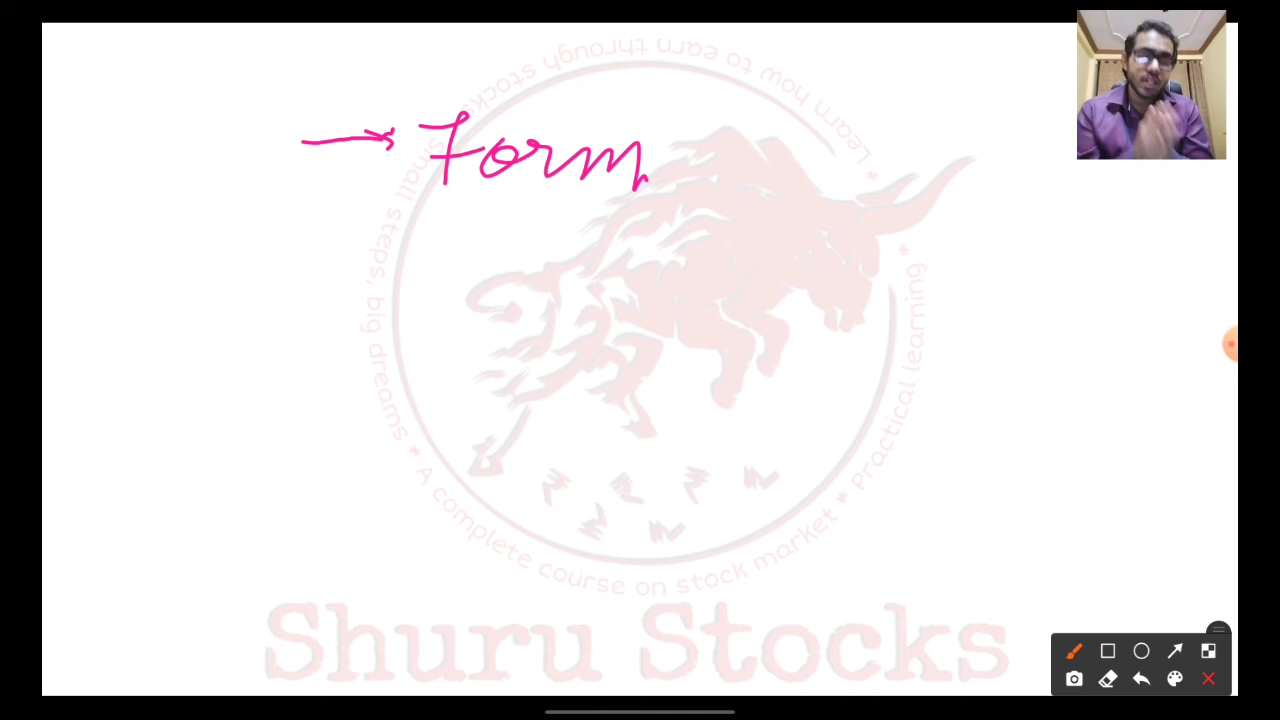 → Form
Learn how to earn through stocks * small steps, big dreams * A complete course on stock market * Practical learning *
₹ ₹ ₹ ₹
₹ ₹
Shuru Stocks